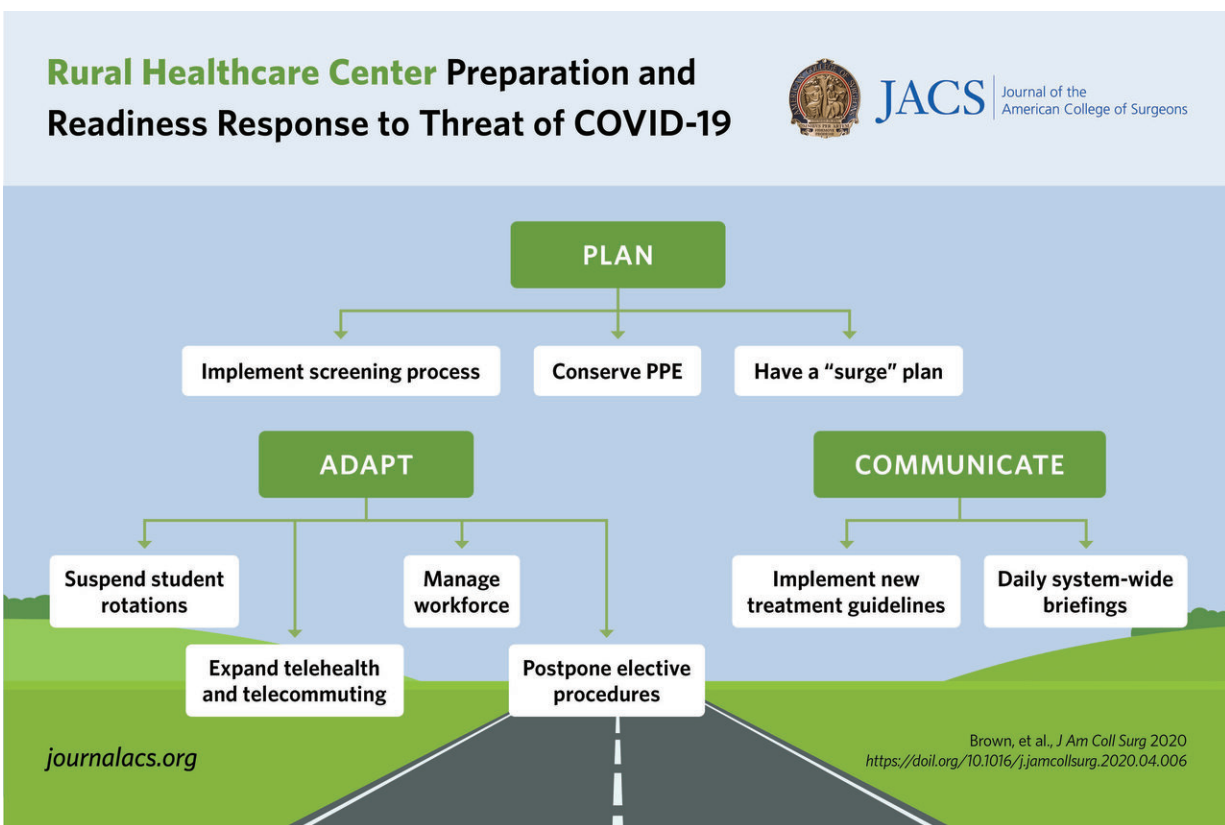 Rural Healthcare Center Preparation and
Readiness Response to Threat of COVID-19
JACS
Journal of the
American College of Surgeons
PLAN
Implement screening process
Conserve PPE
Have a “surge” plan
ADAPT
Suspend student
rotations
Expand telehealth
and telecommuting
Manage
workforce
Postpone elective
procedures
COMMUNICATE
Implement new
treatment guidelines
Daily system-wide
briefings
journalacs.org
Brown, et al., J Am Coll Surg 2020
https://doil.org/10.1016/j.jamcollsurg.2020.04.006